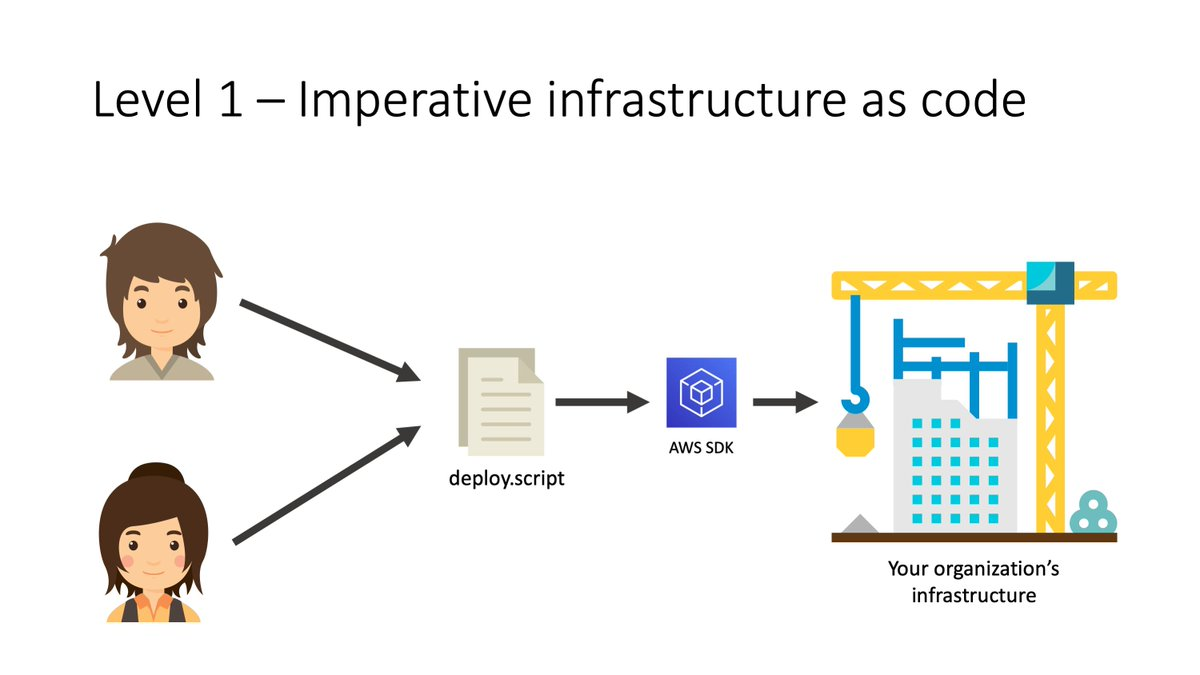 Level 1 – Imperative infrastructure as code
deploy.script
AWS SDK
Your organization’s
infrastructure